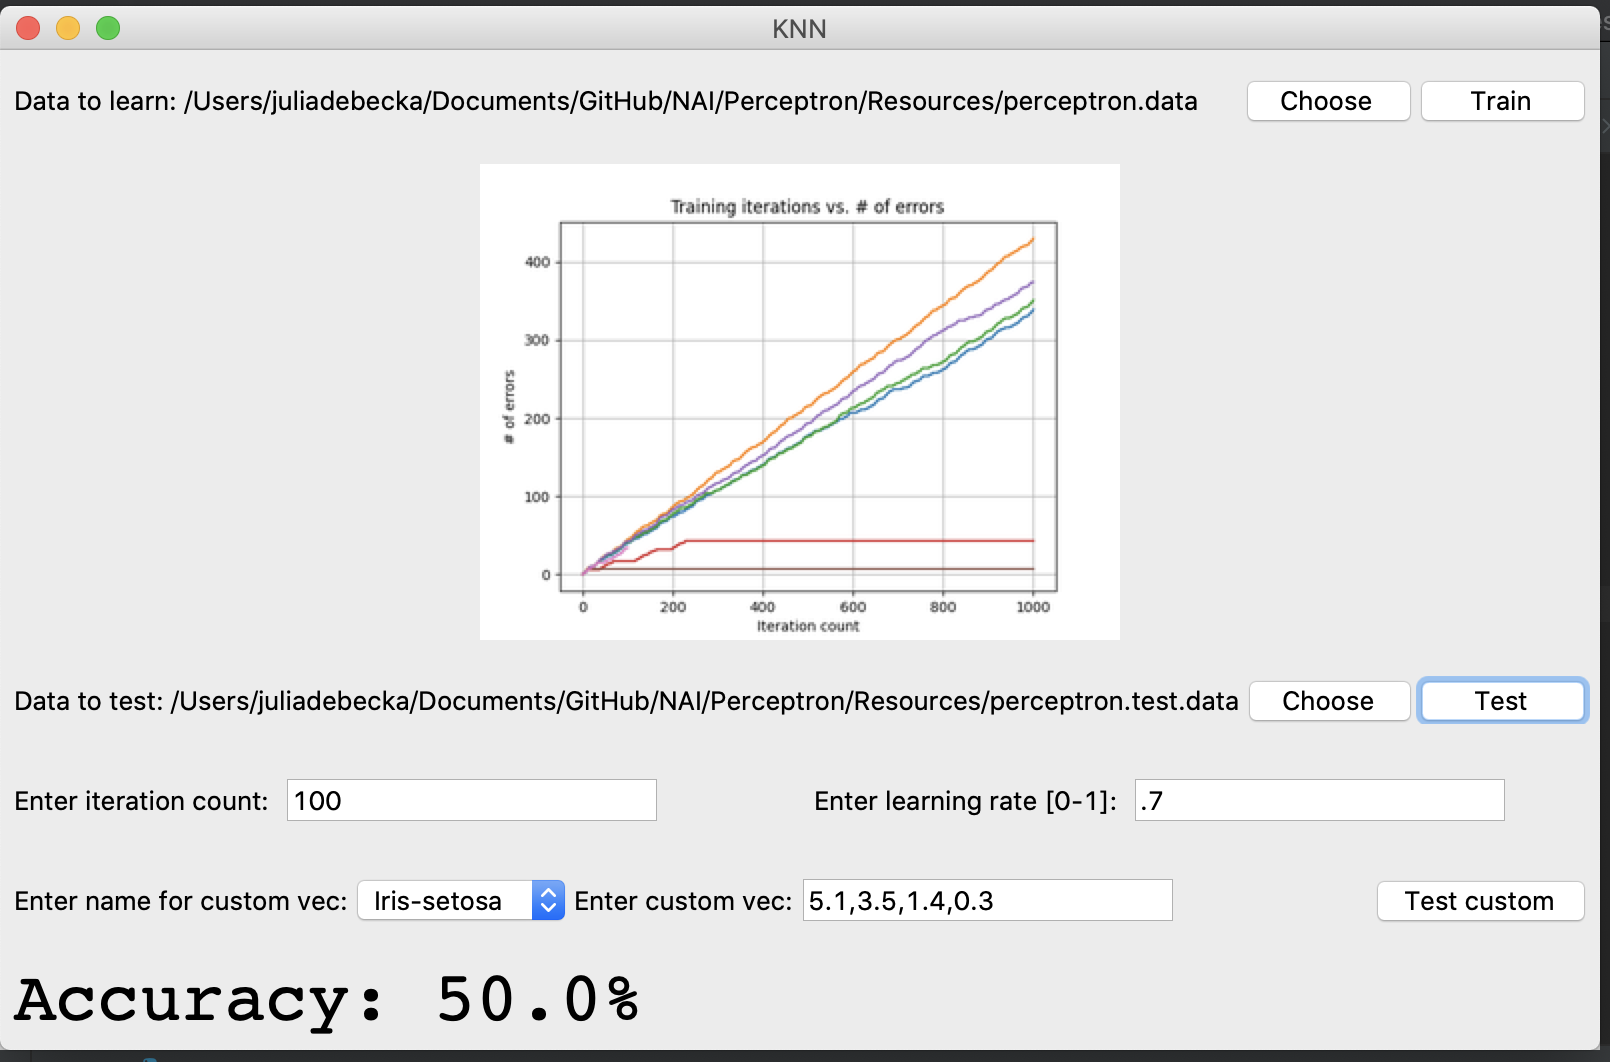 KNN
Data to learn: /Users/juliadebecka/Documents/GitHub/NAI/Perceptron/Resources/perceptron.data Choose Train
Training iterations vs. # of errors
400
300
200
100
0
# of errors
0 200 400 600 800 1000
Iteration count
Data to test: /Users/juliadebecka/Documents/GitHub/NAI/Perceptron/Resources/perceptron.test.data Choose Test
Enter iteration count: 100 Enter learning rate [0-1]: .7
Enter name for custom vec: Iris-setosa Enter custom vec: 5.1,3.5,1.4,0.3 Test custom
Accuracy: 50.0%